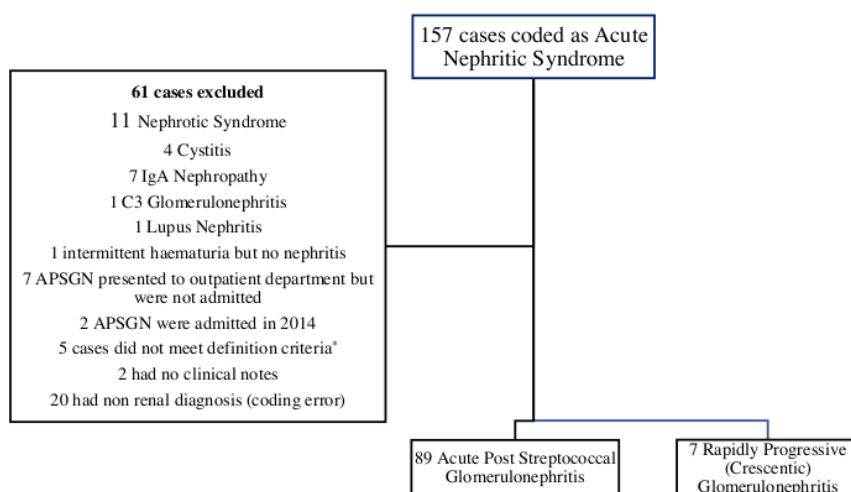 157 cases coded as Acute
Nephritic Syndrome
61 cases excluded
11 Nephrotic Syndrome
4 Cystitis
7 IgA Nephropathy
1 C3 Glomerulonephritis
1 Lupus Nephritis
1 intermittent haematuria but no nephritis
7 APSGN presented to outpatient department but
were not admitted
2 APSGN were admitted in 2014
5 cases did not meet definition criteria*
2 had no clinical notes
20 had non renal diagnosis (coding error)
89 Acute Post Streptococcal
Glomerulonephritis
7 Rapidly Progressive
(Crescentic)
Glomerulonephritis